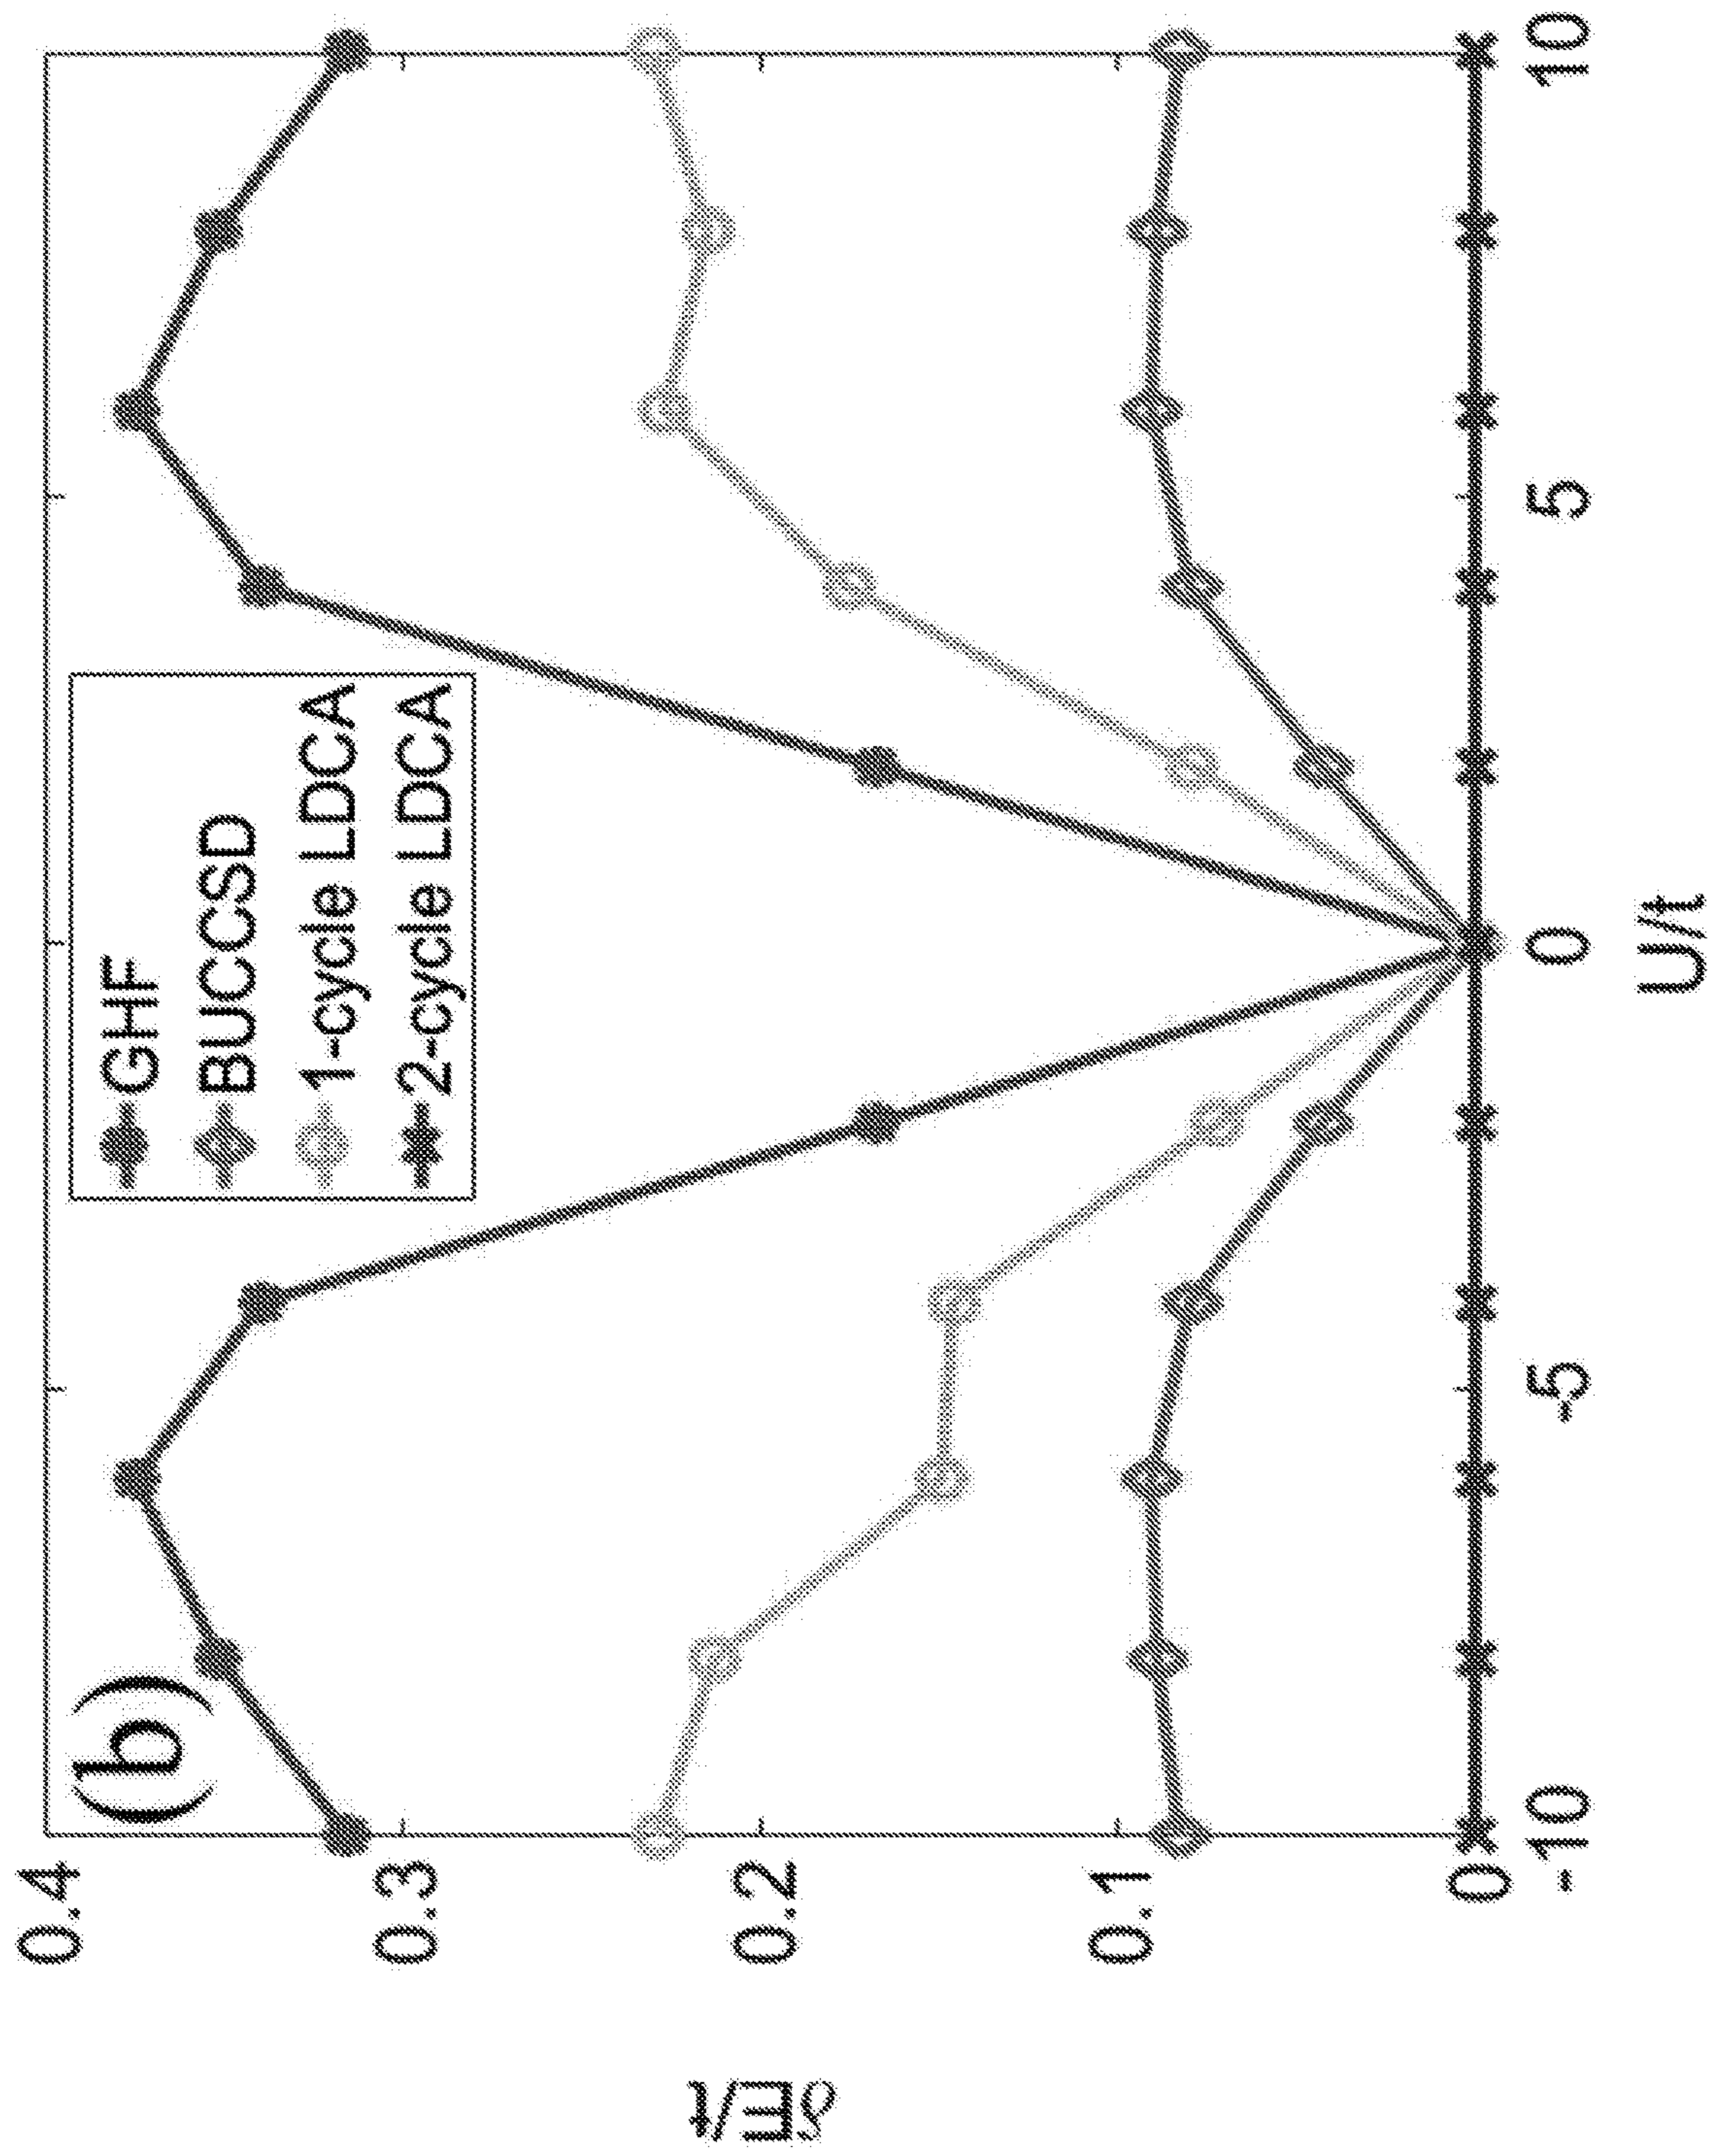 (b)
GHF
BUCCSD
1-cycle LDCA
2-cycle LDCA
δE/t
0.4
0.3
0.2
0.1
0
-10
-5
0
5
10
U/t